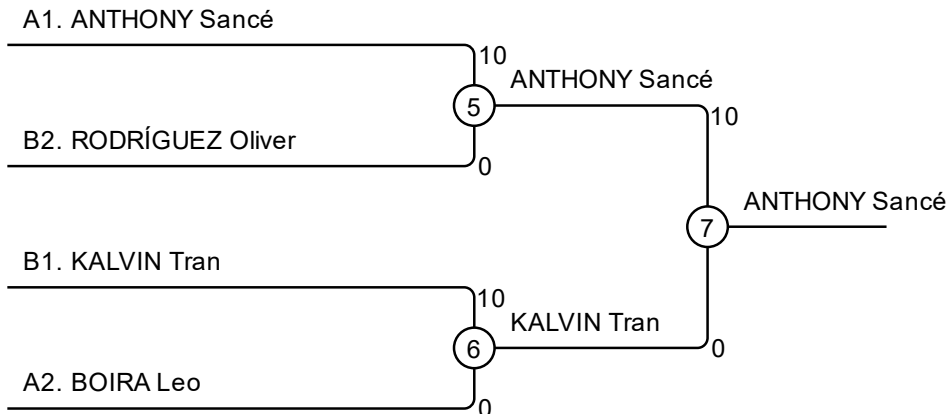 A1. ANTHONY Sancé
10
ANTHONY Sancé
5
10
B2. RODRÍGUEZ Oliver
0
ANTHONY Sancé
7
B1. KALVIN Tran
10
KALVIN Tran
6
0
A2. BOIRA Leo
0